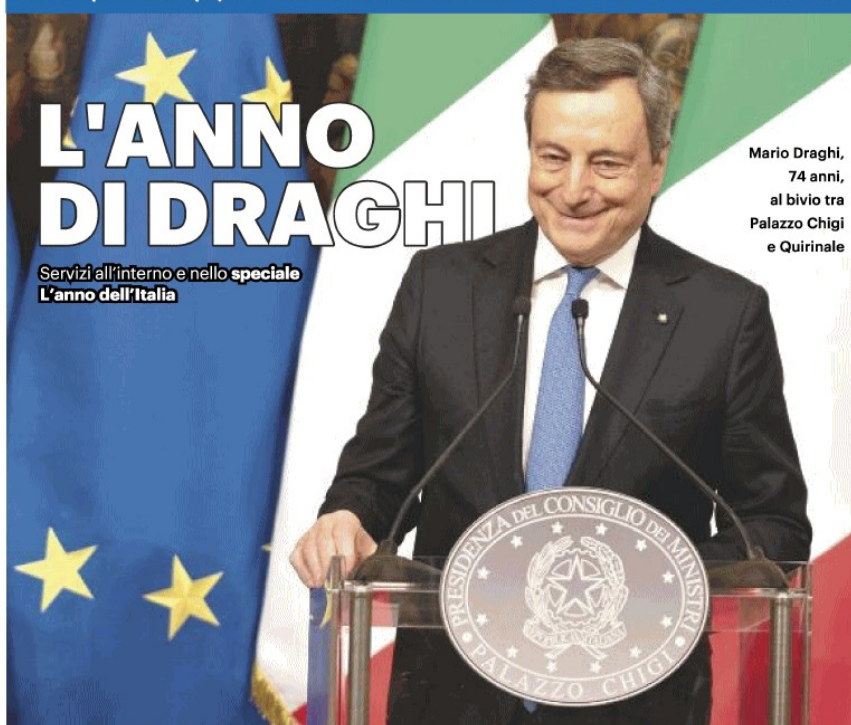 L'ANNO
DI DRAGHI
Servizi all'interno e nello speciale
L'anno dell'Italia
Mario Draghi,
74 anni,
al bivio tra
Palazzo Chigi
e Quirinale
PRESIDENZA DEL CONSIGLIO DEI MINISTRI
PALAZZO CHIGI